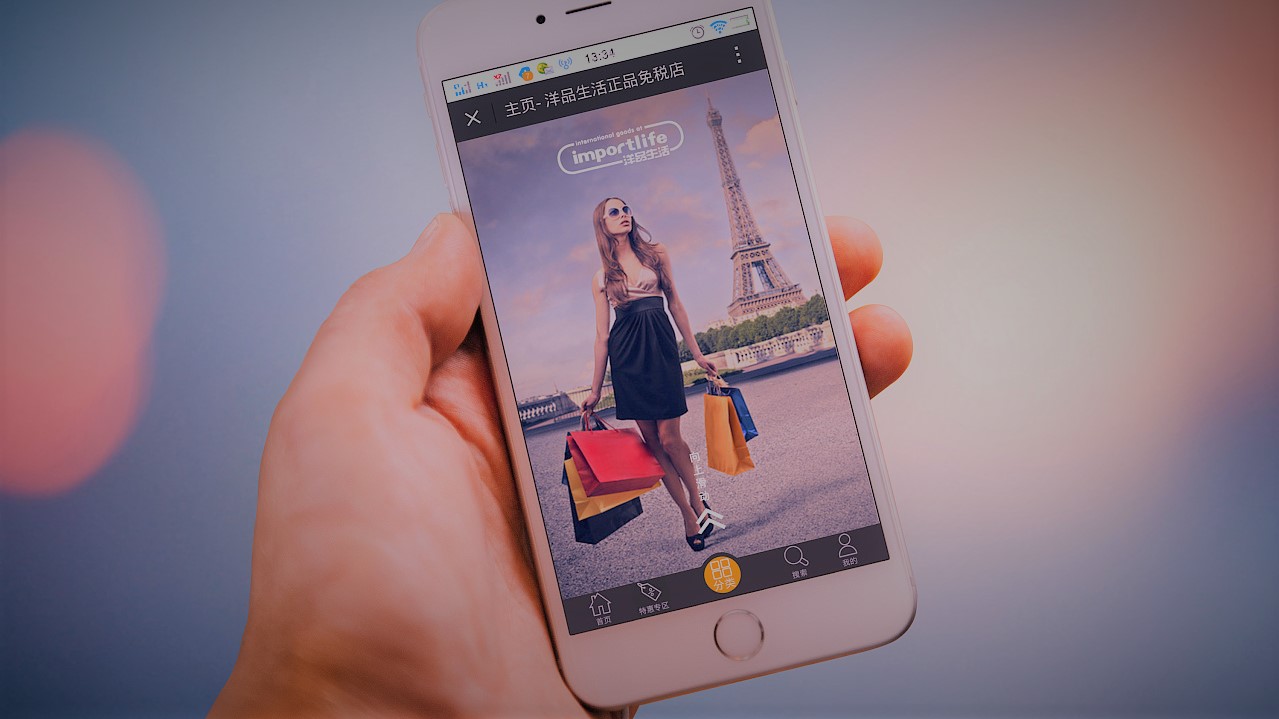 13:34
主页- 洋品生活正品免税店
international goods at
importlife
洋品生活
向上滑动
首页
特惠专区
分类
搜索
我的